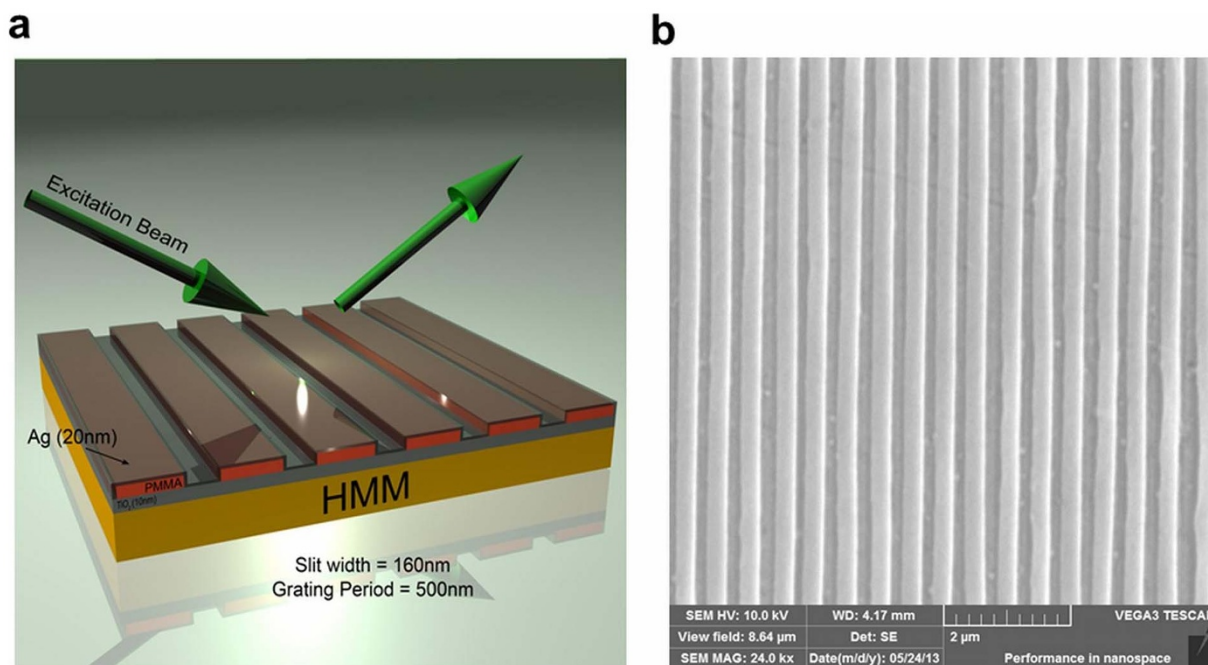 a
b
Excitation Beam
Ag (20nm)
PMMA
TiO₂(10nm)
HMM
Slit width = 160nm
Grating Period = 500nm
SEM HV: 10.0 kV
WD: 4.17 mm
VEGA3 TESCAN
View field: 8.64 µm
Det: SE
2 µm
SEM MAG: 24.0 kx
Date(m/d/y): 05/24/13
Performance in nanospace